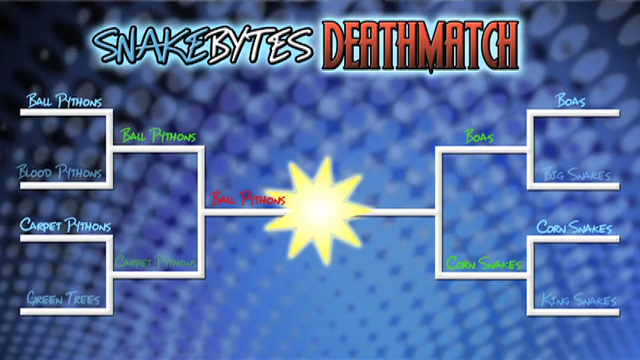 SNAKEBYTES DEATHMATCH
BALL PYTHONS
BOAS
BALL PYTHONS
BOAS
BLOOD PYTHONS
BIG SNAKES
BALL PYTHONS
CARPET PYTHONS
CORN SNAKES
CARPET PYTHONS
CORN SNAKES
GREEN TREES
KING SNAKES